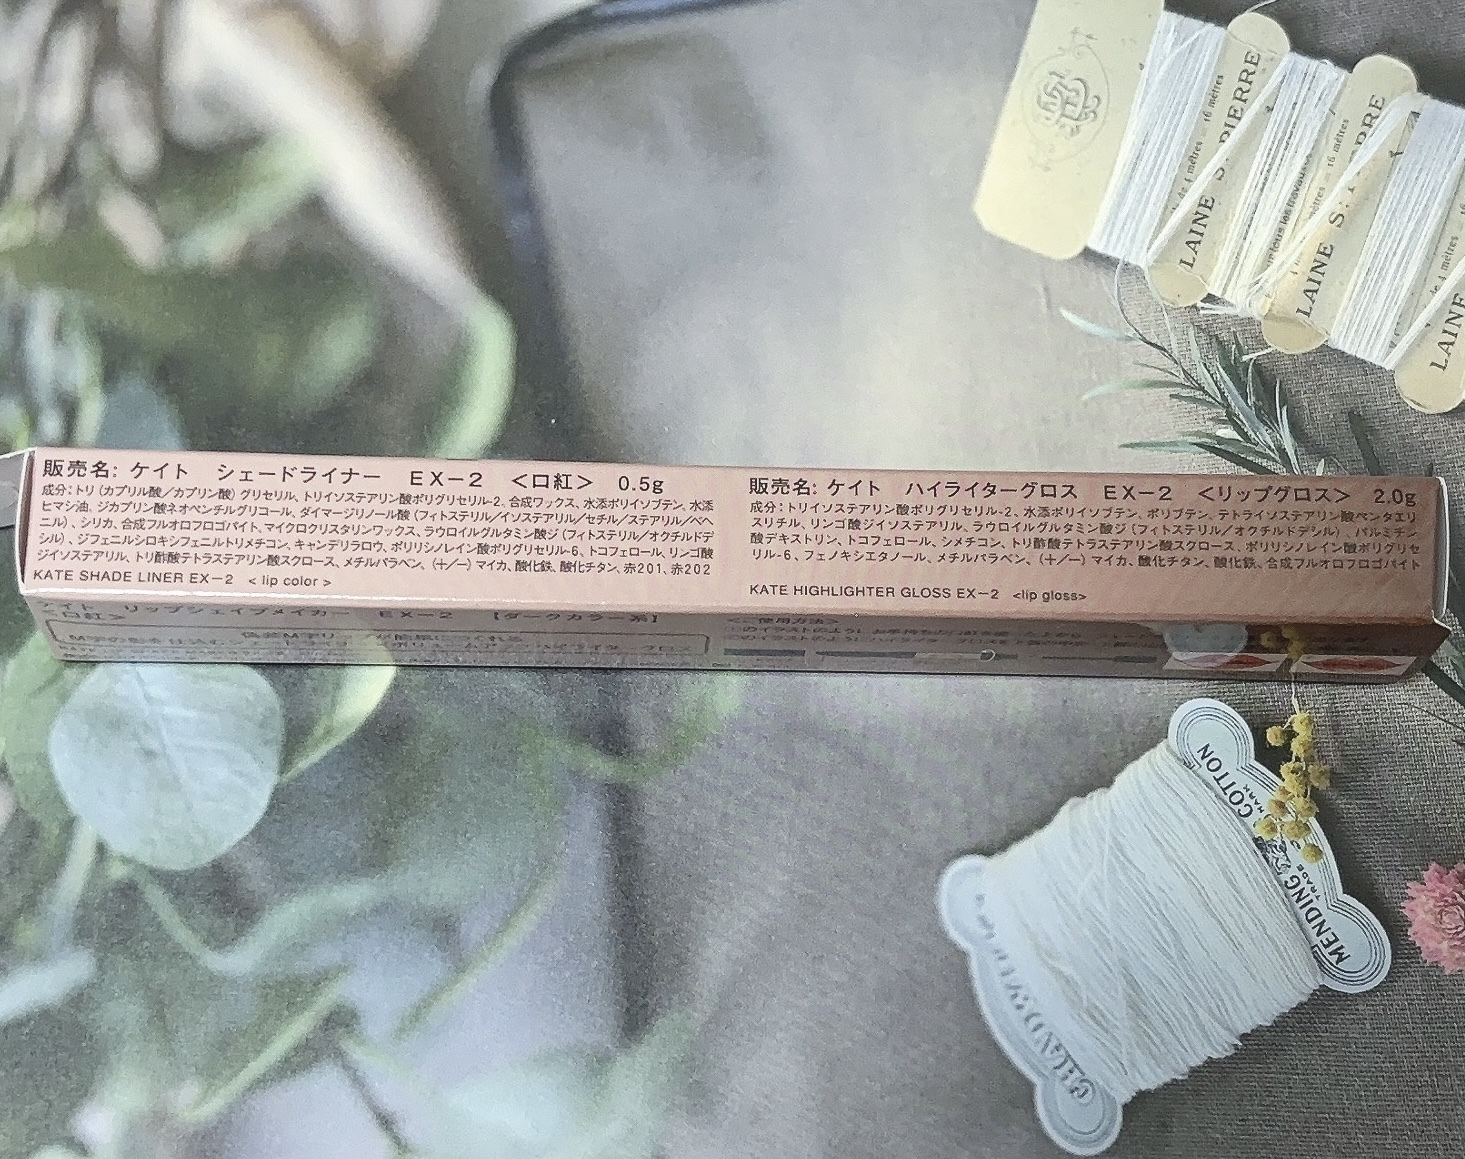 販売名: ケイト シェードライナー EX－2 ＜口紅＞ 0.5g
成分:トリ(カプリル酸／カプリン酸)グリセリル、トリイソステアリン酸ポリグリセリル-2、合成ワックス、水添ポリイソブテン、水添
ヒマシ油、ジカプリン酸ネオペンチルグリコール、ダイマージリノール酸(フィトステリル／イソステアリル／セチル／ステアリル／ベヘ
ニル)、シリカ、合成フルオロフロゴパイト、マイクロクリスタリンワックス、ラウロイルグルタミン酸ジ(フィトステリル／オクチルドデ
シル)、ジフェニルシロキシフェニルトリメチコン、キャンデリラロウ、ポリリシノレイン酸ポリグリセリル-6、トコフェロール、リンゴ酸
ジイソステアリル、トリ酢酸テトラステアリン酸スクロース、メチルパラベン、(＋/－)マイカ、酸化鉄、酸化チタン、赤201、赤202
KATE SHADE LINER EX－2 < lip color >
販売名: ケイト ハイライターグロス EX－2 ＜リップグロス＞ 2.0g
成分:トリイソステアリン酸ポリグリセリル-2、水添ポリイソブテン、ポリブテン、テトライソステアリン酸ペンタエリ
スリチル、リンゴ酸ジイソステアリル、ラウロイルグルタミン酸ジ(フィトステリル／オクチルドデシル)、パルミチン
酸デキストリン、トコフェロール、シメチコン、トリ酢酸テトラステアリン酸スクロース、ポリリシノレイン酸ポリグリセ
リル-6、フェノキシエタノール、メチルパラベン、(＋/－)マイカ、酸化チタン、酸化鉄、合成フルオロフロゴパイト
KATE HIGHLIGHTER GLOSS EX－2 <lip gloss>
ケイト リップシェイプメイカー EX－2 【ダークカラー系】
＜口紅＞
＜使用方法＞
LAINE ST PIERRE
16 mètres
LAINE
16 mètres
LAINE
COTTON
MENDING
TRADE MARK